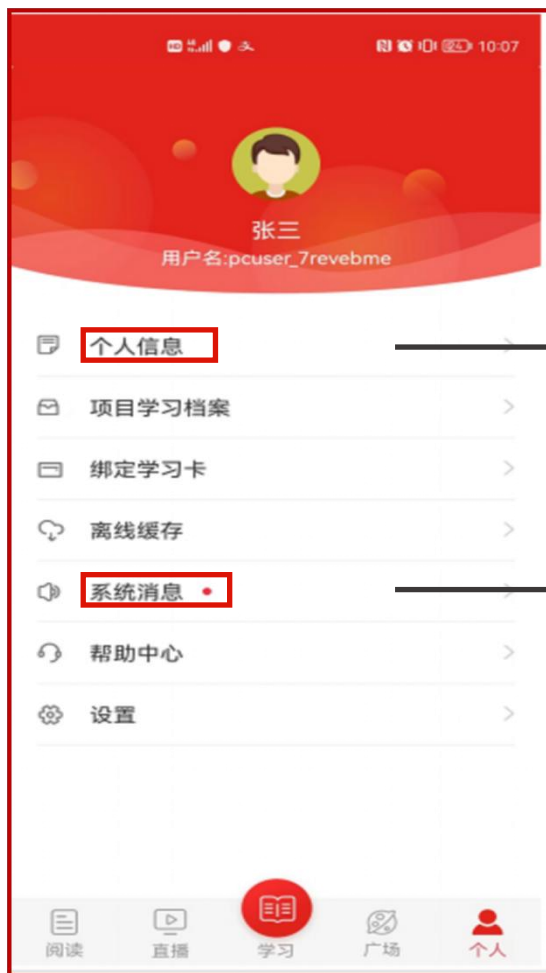 HD 10:07
张三
用户名:pcuser_7revebme
个人信息
项目学习档案
绑定学习卡
离线缓存
系统消息
帮助中心
设置
阅读 直播 学习 广场 个人